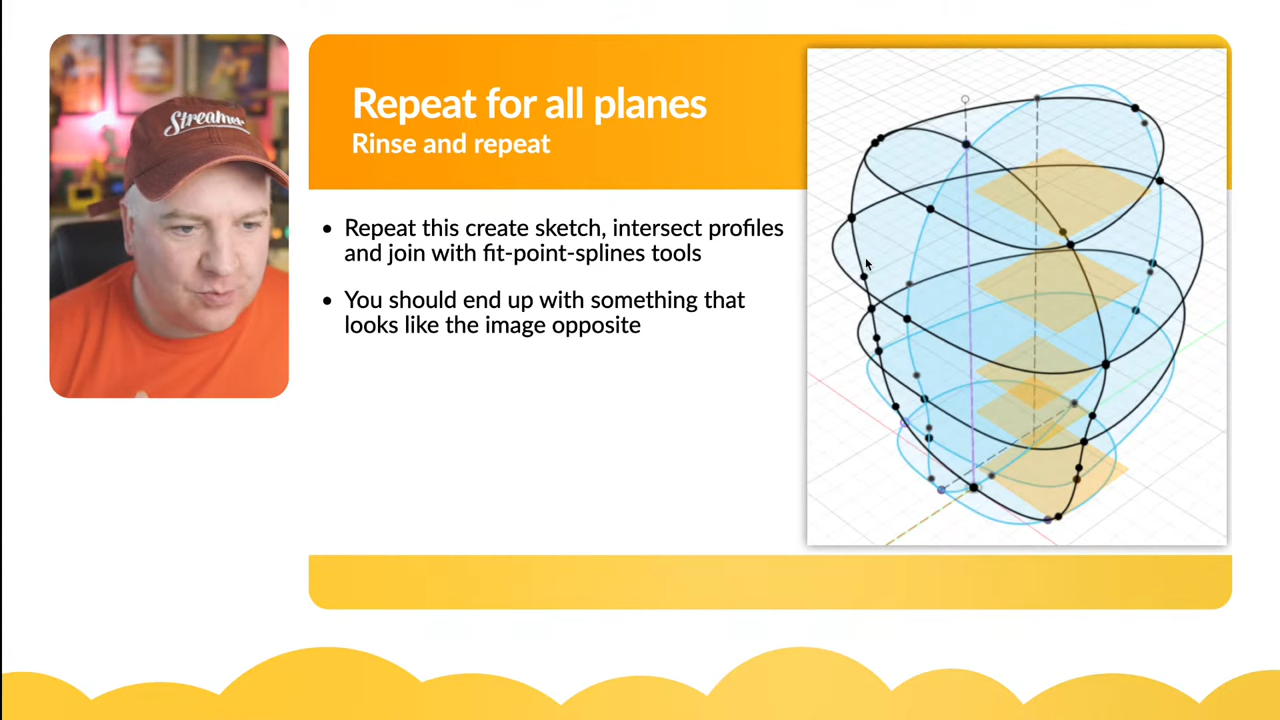 Streamer
Repeat for all planes
Rinse and repeat
• Repeat this create sketch, intersect profiles
and join with fit-point-splines tools
• You should end up with something that
looks like the image opposite